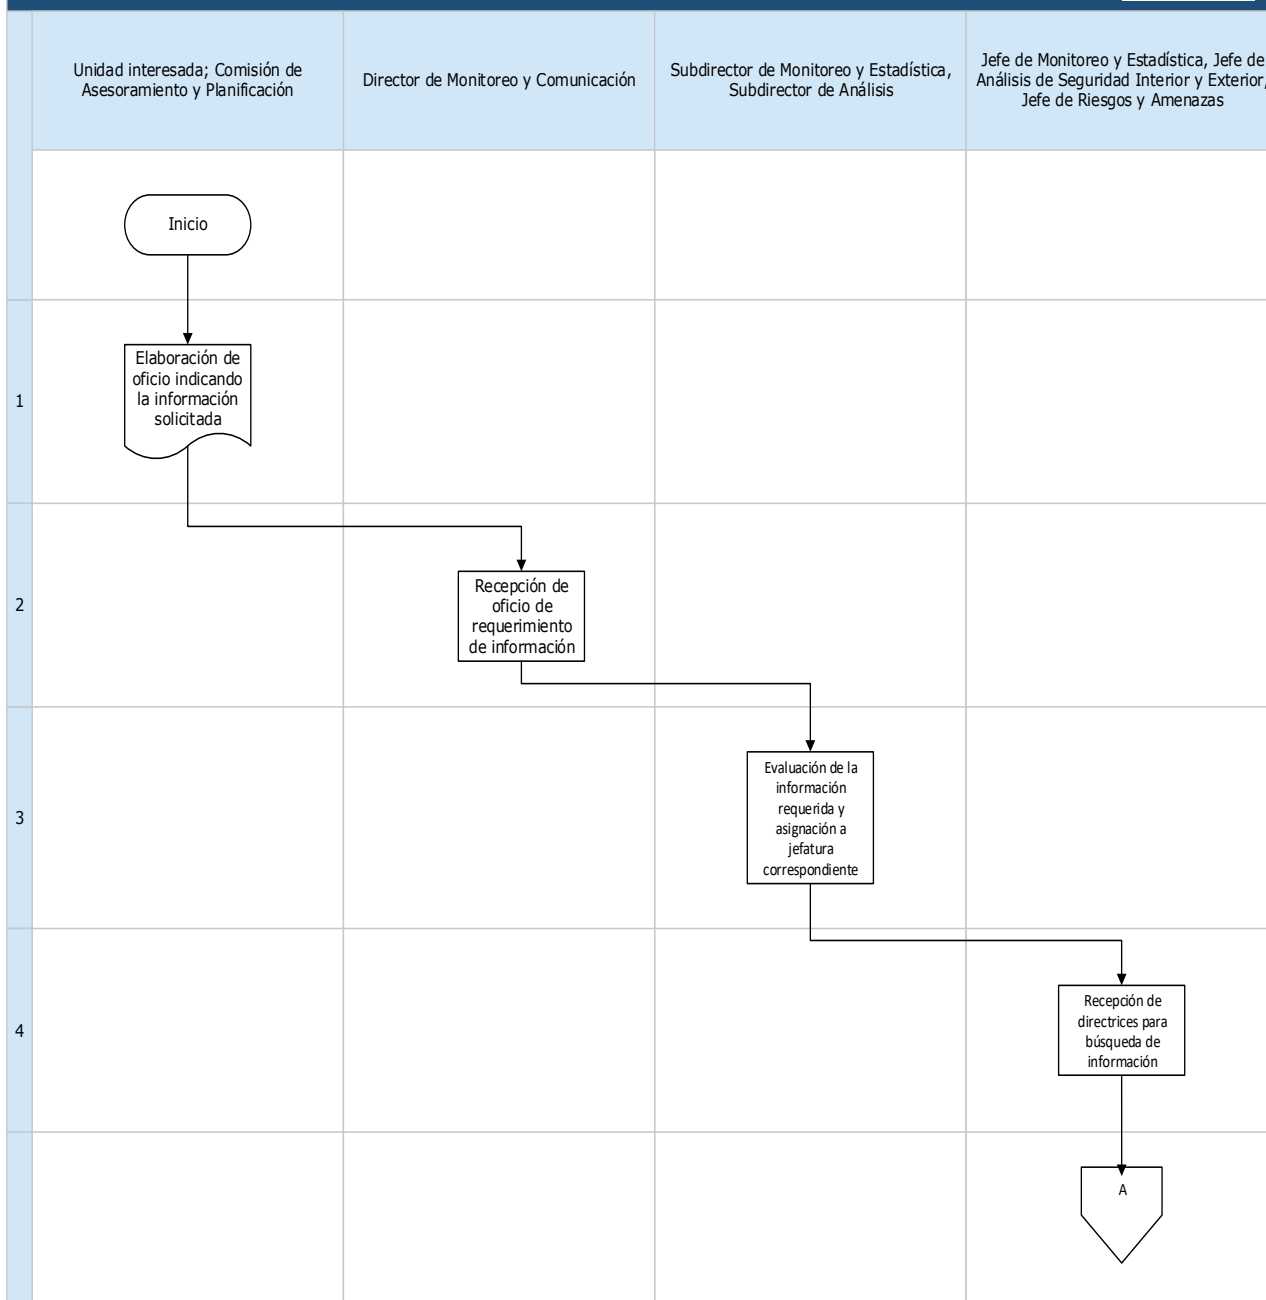 Unidad interesada; Comisión de
Asesoramiento y Planificación
Director de Monitoreo y Comunicación
Subdirector de Monitoreo y Estadística,
Subdirector de Análisis
Jefe de Monitoreo y Estadística, Jefe de
Análisis de Seguridad Interior y Exterior,
Jefe de Riesgos y Amenazas
Inicio
1
Elaboración de
oficio indicando
la información
solicitada
2
Recepción de
oficio de
requerimiento
de información
3
Evaluación de la
información
requerida y
asignación a
jefatura
correspondiente
4
Recepción de
directrices para
búsqueda de
información
A